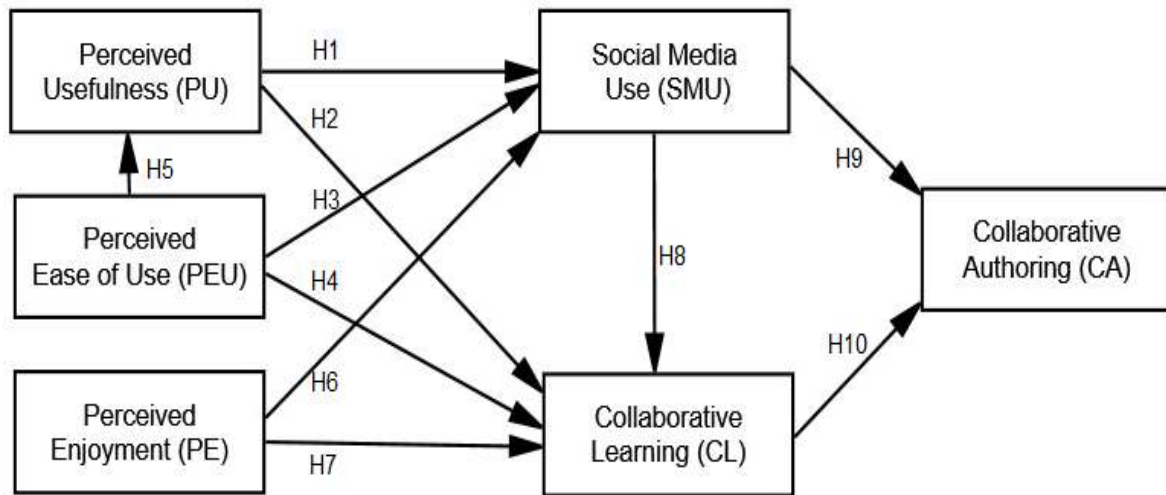 Perceived
Usefulness (PU)
H1
Social Media
Use (SMU)
H2
H5
H9
H3
Perceived
Ease of Use (PEU)
Collaborative
Authoring (CA)
H4
H8
H10
H6
Perceived
Enjoyment (PE)
Collaborative
Learning (CL)
H7